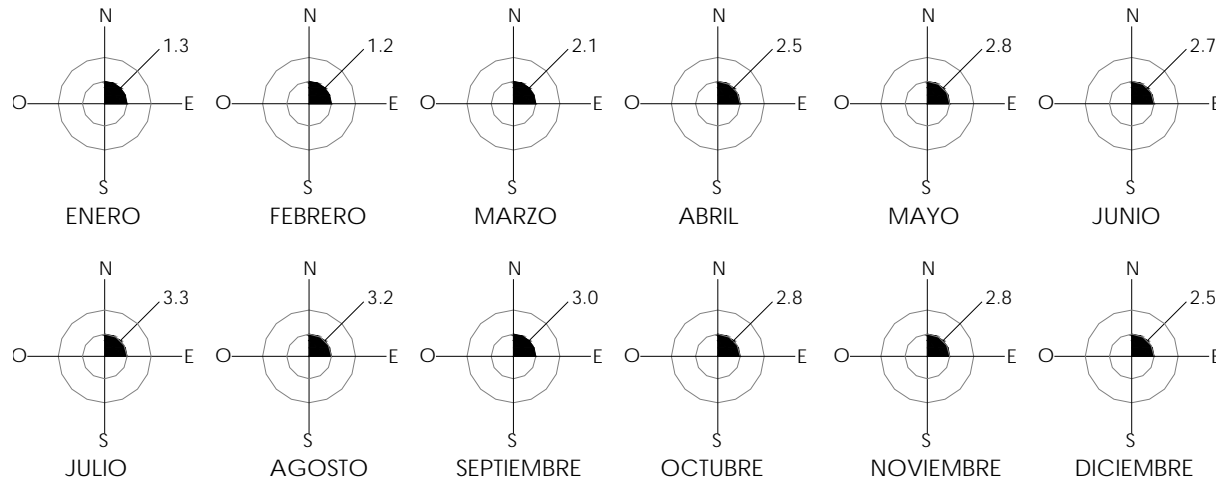 N N N N N N
1.3 1.2 2.1 2.5 2.8 2.7
O E O E O E O E O E O E
S S S S S S
ENERO FEBRERO MARZO ABRIL MAYO JUNIO
N N N N N N
3.3 3.2 3.0 2.8 2.8 2.5
O E O E O E O E O E O E
S S S S S S
JULIO AGOSTO SEPTIEMBRE OCTUBRE NOVIEMBRE DICIEMBRE